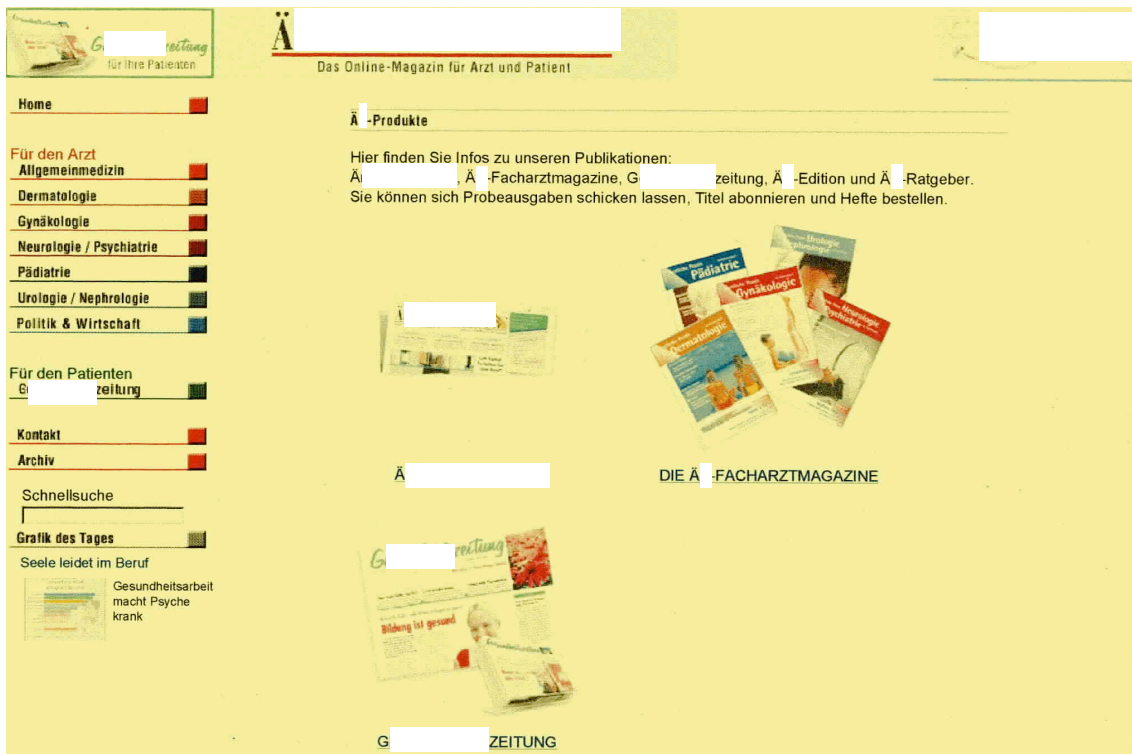 für Ihre Patienten
Ä
Das Online-Magazin für Arzt und Patient
Home
Für den Arzt
Allgemeinmedizin
Dermatologie
Gynäkologie
Neurologie / Psychiatrie
Pädiatrie
Urologie / Nephrologie
Politik & Wirtschaft
Für den Patienten
G zeitung
Kontakt
Archiv
Schnellsuche
Grafik des Tages
Seele leidet im Beruf
Gesundheitsarbeit
macht Psyche
krank
Ä -Produkte
Hier finden Sie Infos zu unseren Publikationen:
Ä , Ä -Facharztmagazine, G zeitung, Ä -Edition und Ä -Ratgeber.
Sie können sich Probeausgaben schicken lassen, Titel abonnieren und Hefte bestellen.
Urologie
Pädiatrie
Gynäkologie
Neurologie
Psychiatrie
Dermatologie
Ä
DIE Ä -FACHARZTMAGAZINE
G reitung
Bildung ist gesund
G ZEITUNG